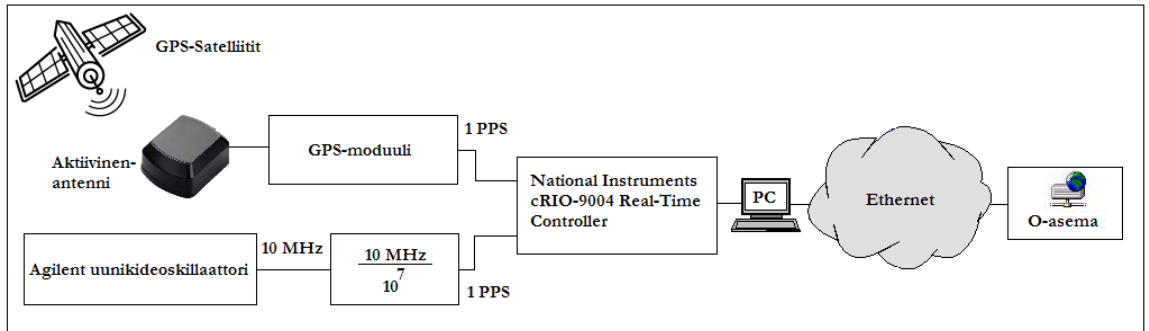 GPS-Satelliitit
1 PPS
Aktiivinen-
antenni
GPS-moduuli
National Instruments
cRIO-9004 Real-Time
Controller
PC
Ethernet
O-asema
Agilent uunikideoskillaattori
10 MHz
10 MHz
10
7
1 PPS